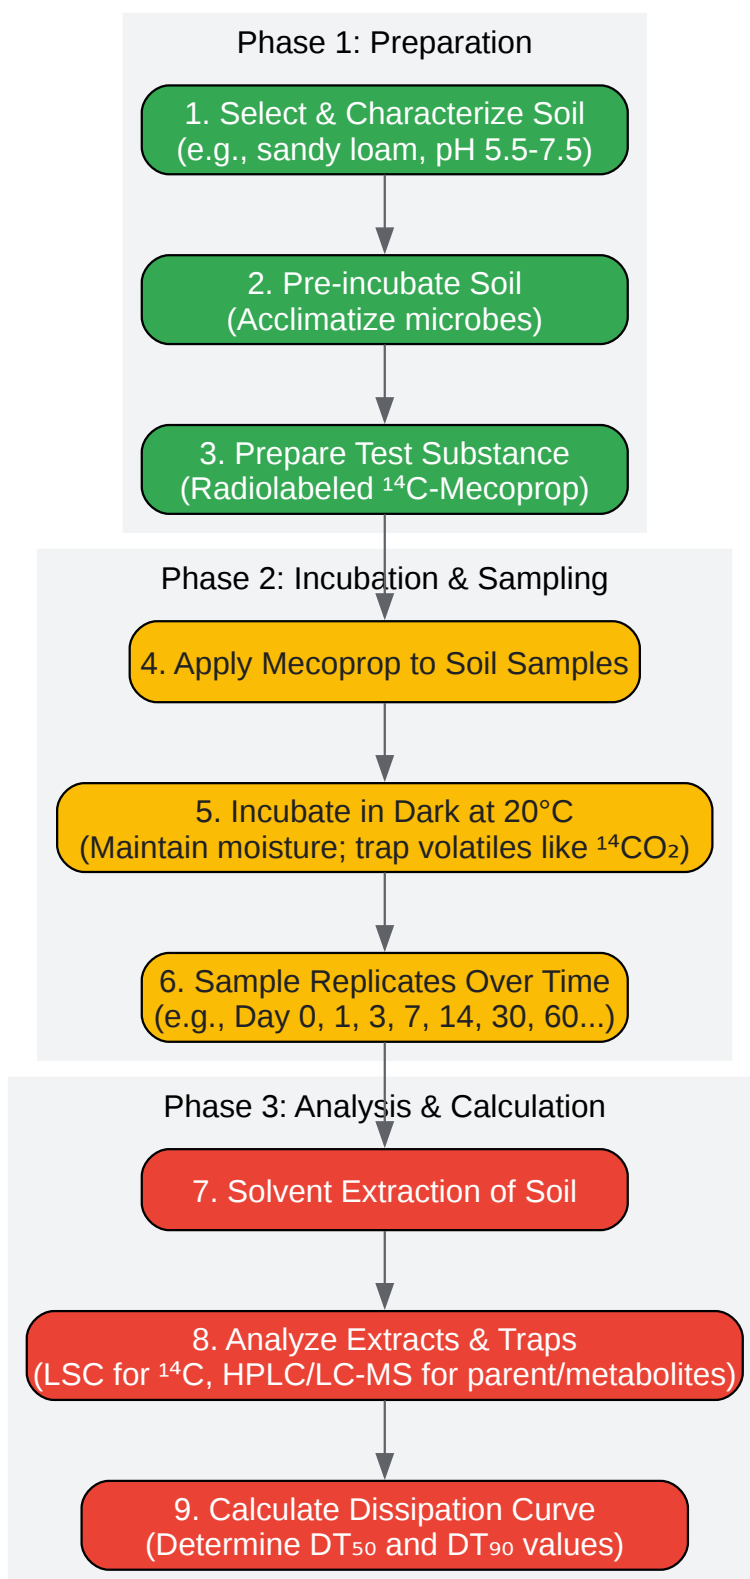 Phase 1: Preparation
1. Select & Characterize Soil
(e.g., sandy loam, pH 5.5-7.5)
2. Pre-incubate Soil
(Acclimatize microbes)
3. Prepare Test Substance
(Radiolabeled ¹⁴C-Mecoprop)
Phase 2: Incubation & Sampling
4. Apply Mecoprop to Soil Samples
5. Incubate in Dark at 20°C
(Maintain moisture; trap volatiles like ¹⁴CO₂)
6. Sample Replicates Over Time
(e.g., Day 0, 1, 3, 7, 14, 30, 60...)
Phase 3: Analysis & Calculation
7. Solvent Extraction of Soil
8. Analyze Extracts & Traps
(LSC for ¹⁴C, HPLC/LC-MS for parent/metabolites)
9. Calculate Dissipation Curve
(Determine DT₅₀ and DT₉₀ values)